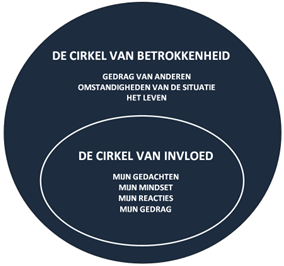 DE CIRKEL VAN BETROKKENHEID
GEDRAG VAN ANDEREN
OMSTANDIGHEDEN VAN DE SITUATIE
HET LEVEN
DE CIRKEL VAN INVLOED
MIJN GEDACHTEN
MIJN MINDSET
MIJN REACTIES
MIJN GEDRAG